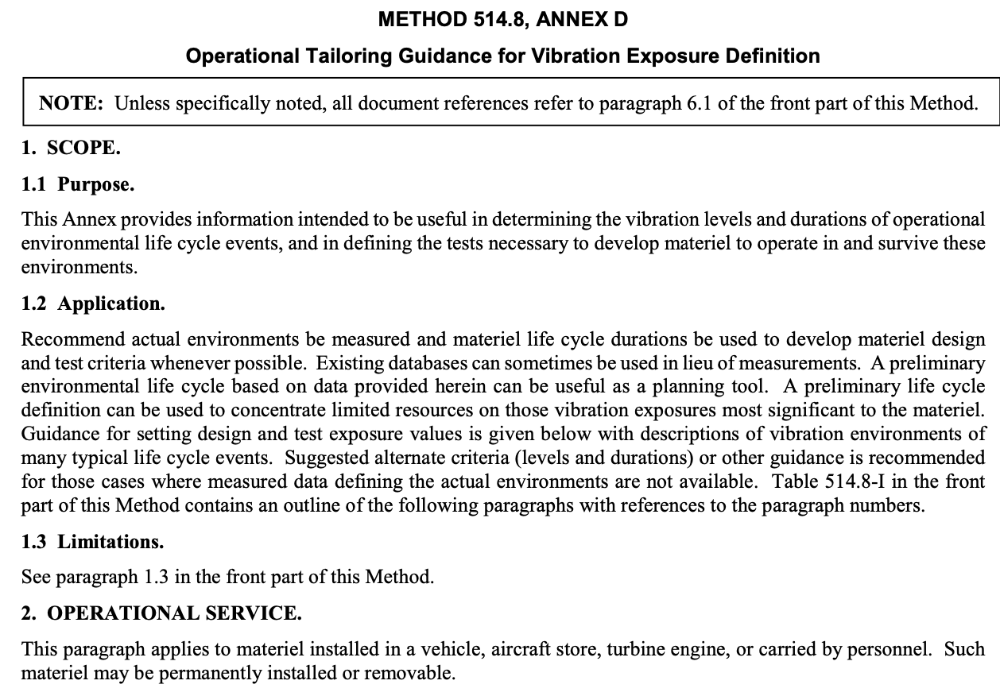 METHOD 514.8, ANNEX D
Operational Tailoring Guidance for Vibration Exposure Definition
NOTE: Unless specifically noted, all document references refer to paragraph 6.1 of the front part of this Method.
1. SCOPE.
1.1 Purpose.
This Annex provides information intended to be useful in determining the vibration levels and durations of operational
environmental life cycle events, and in defining the tests necessary to develop materiel to operate in and survive these
environments.
1.2 Application.
Recommend actual environments be measured and materiel life cycle durations be used to develop materiel design
and test criteria whenever possible. Existing databases can sometimes be used in lieu of measurements. A preliminary
environmental life cycle based on data provided herein can be useful as a planning tool. A preliminary life cycle
definition can be used to concentrate limited resources on those vibration exposures most significant to the materiel.
Guidance for setting design and test exposure values is given below with descriptions of vibration environments of
many typical life cycle events. Suggested alternate criteria (levels and durations) or other guidance is recommended
for those cases where measured data defining the actual environments are not available. Table 514.8-I in the front
part of this Method contains an outline of the following paragraphs with references to the paragraph numbers.
1.3 Limitations.
See paragraph 1.3 in the front part of this Method.
2. OPERATIONAL SERVICE.
This paragraph applies to materiel installed in a vehicle, aircraft store, turbine engine, or carried by personnel. Such
materiel may be permanently installed or removable.